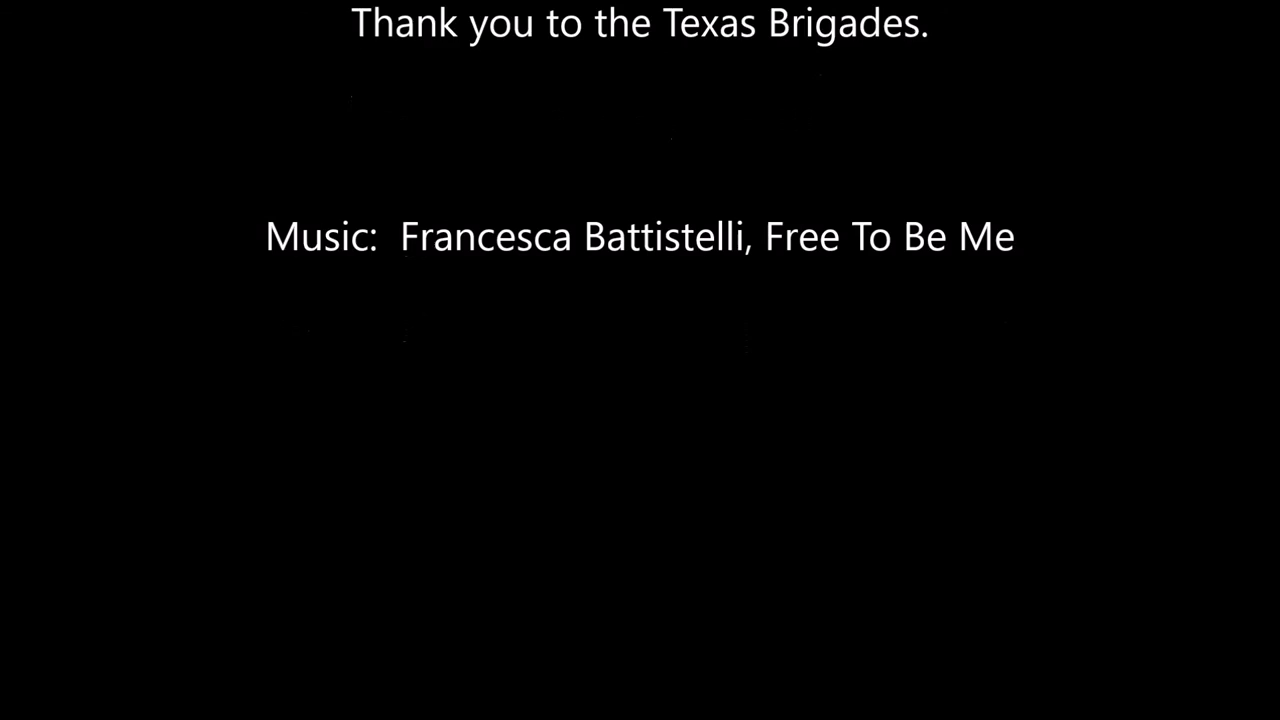 Thank you to the Texas Brigades.
Music:  Francesca Battistelli, Free To Be Me